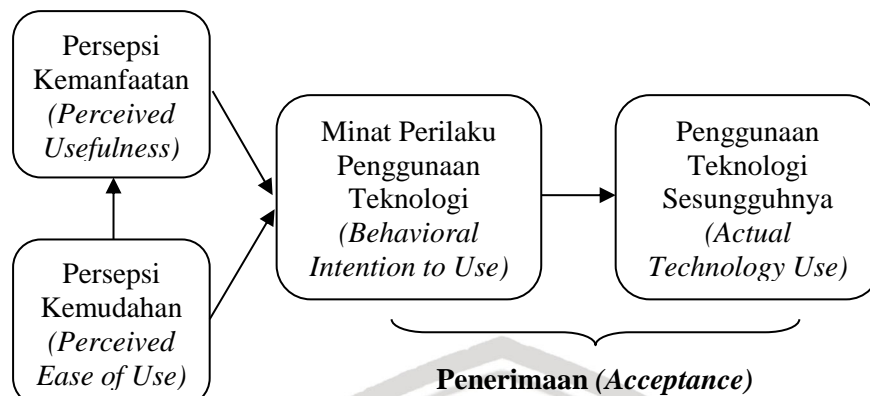 Persepsi
Kemanfaatan
(Perceived
Usefulness)
Persepsi
Kemudahan
(Perceived
Ease of Use)
Minat Perilaku
Penggunaan
Teknologi
(Behavioral
Intention to Use)
Penggunaan
Teknologi
Sesungguhnya
(Actual
Technology Use)
Penerimaan (Acceptance)